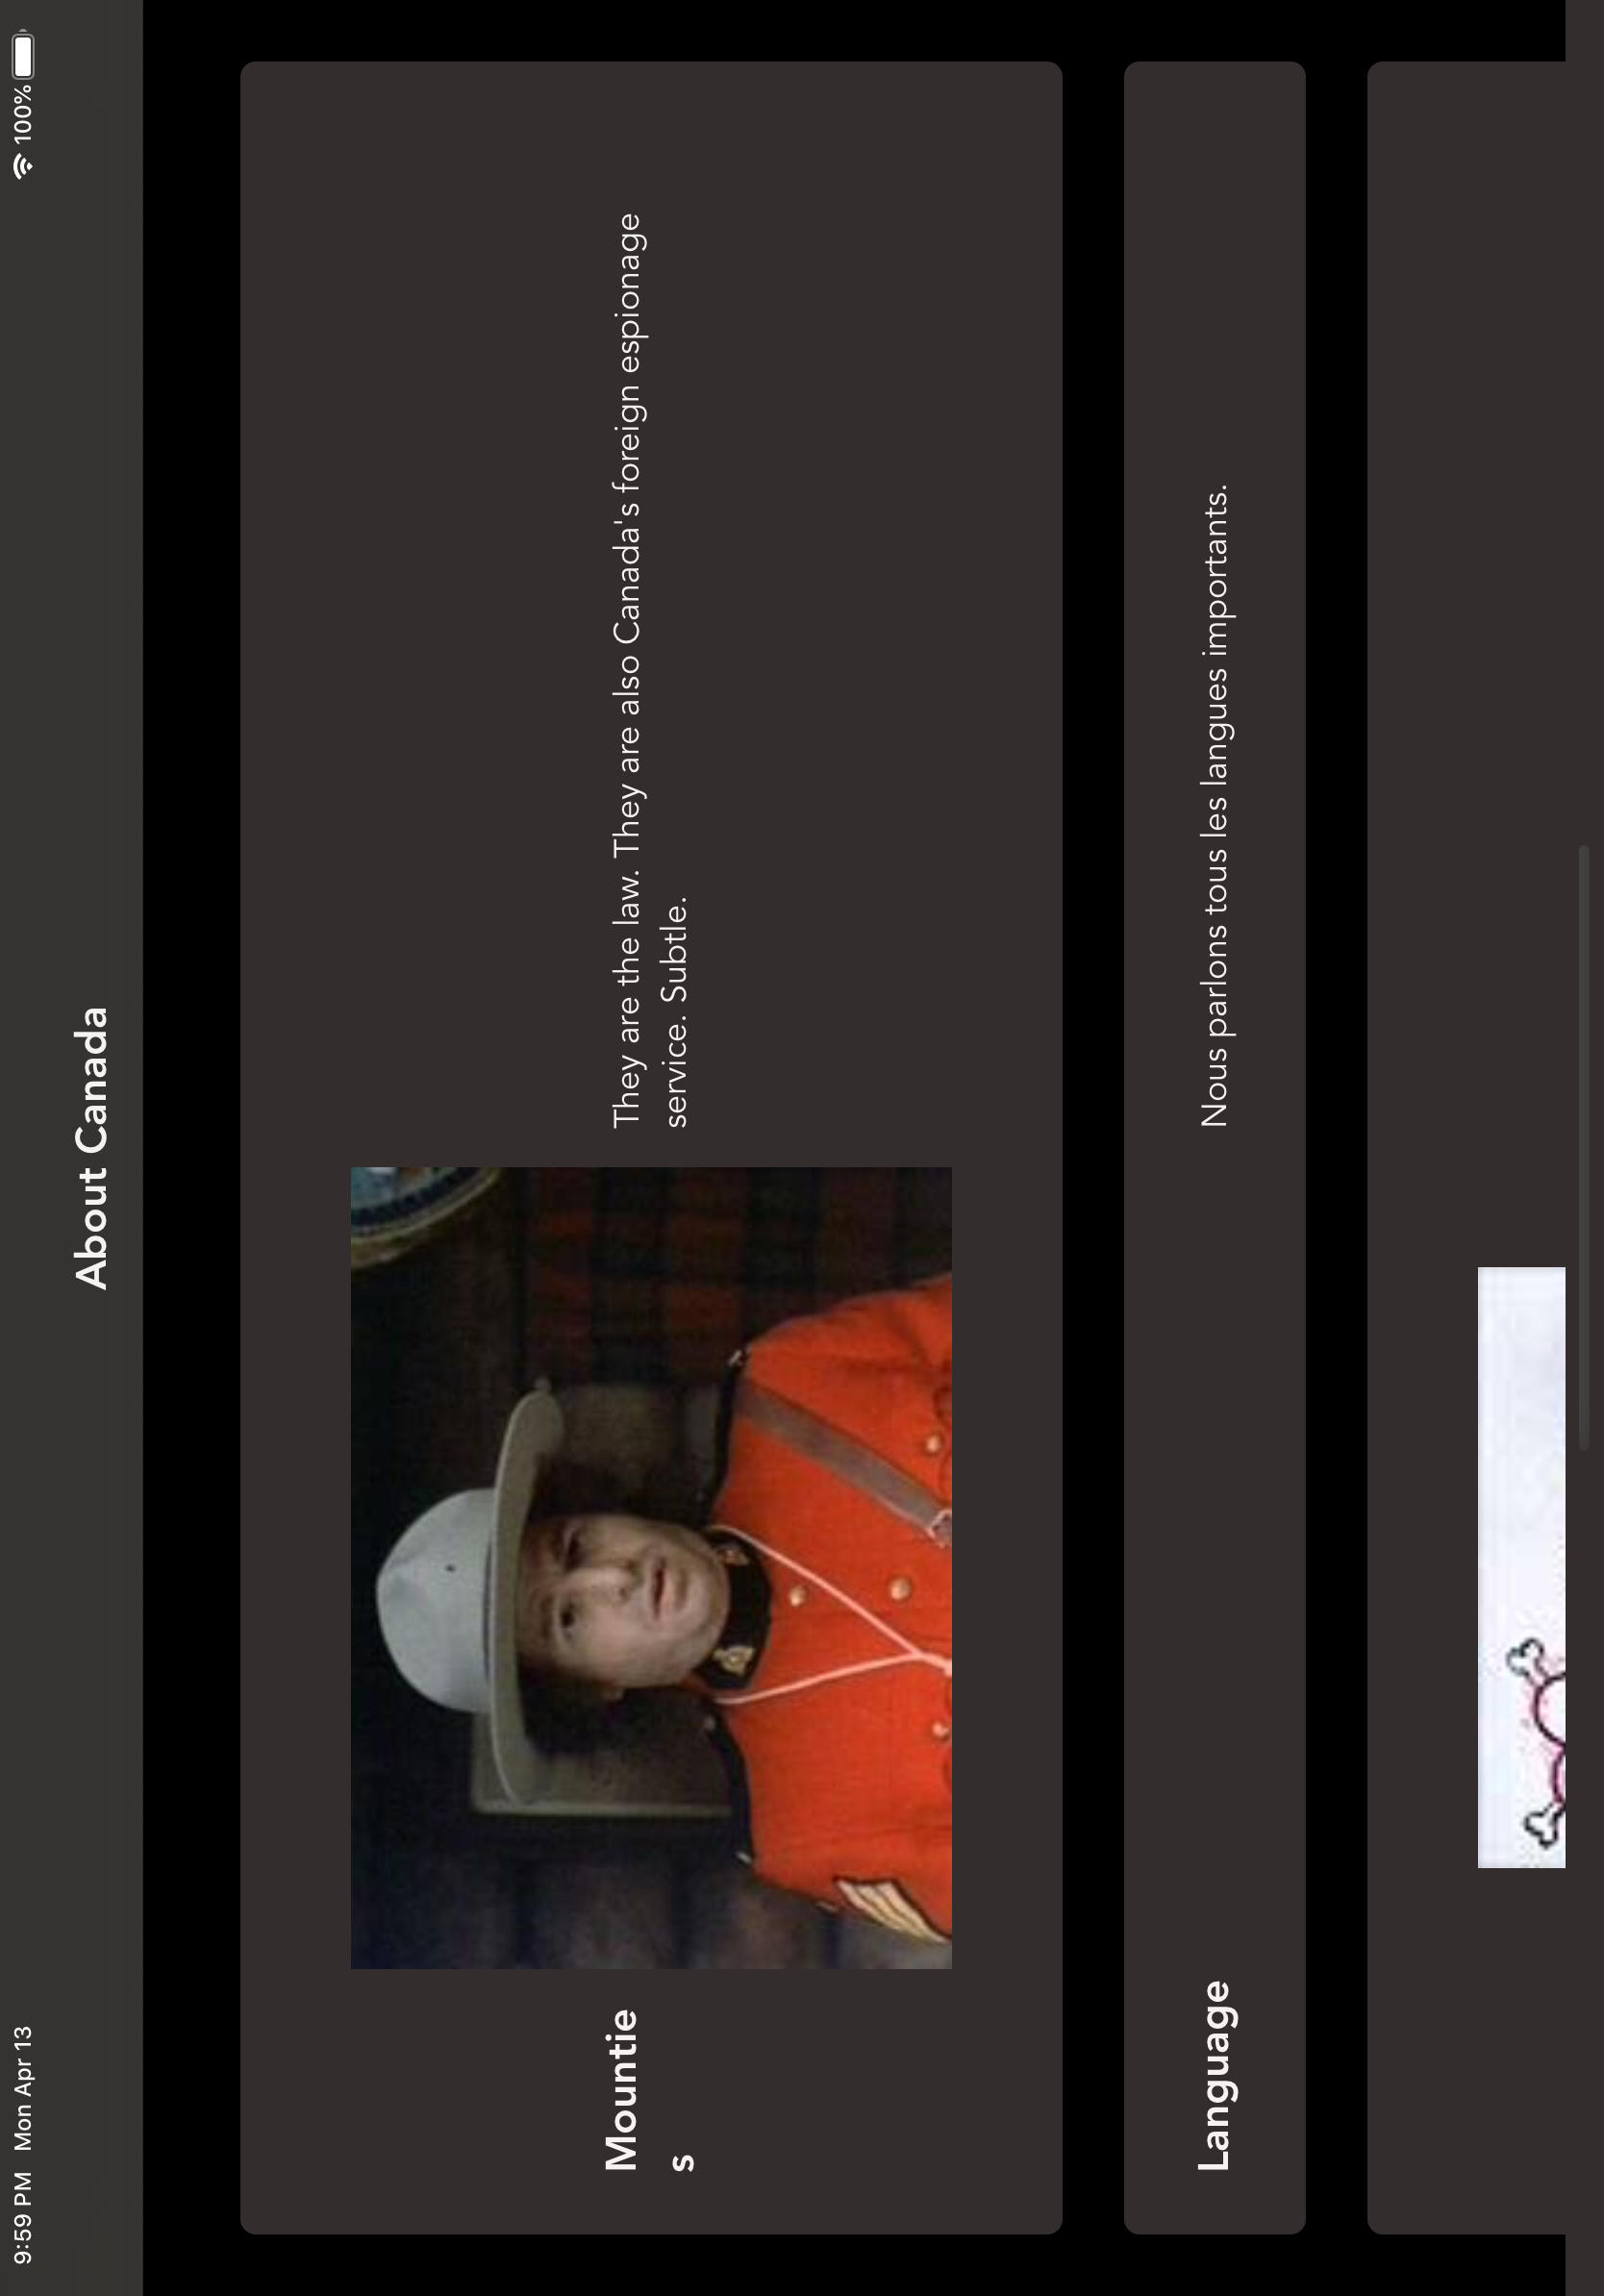 9:59 PM Mon Apr 13
100%
About Canada
Mountie
s
They are the law. They are also Canada's foreign espionage
service. Subtle.
Language
Nous parlons tous les langues importants.